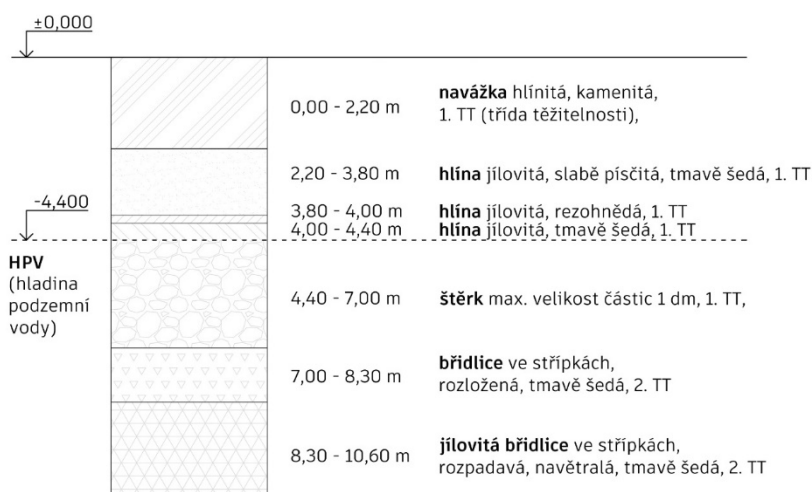 ±0,000
0,00 - 2,20 m
navážka hlínitá, kamenitá,
1. TT (třída těžitelnosti),
2,20 - 3,80 m
hlína jílovitá, slabě písčitá, tmavě šedá, 1. TT
-4,400
3,80 - 4,00 m
hlína jílovitá, rezohnědá, 1. TT
4,00 - 4,40 m
hlína jílovitá, tmavě šedá, 1. TT
HPV
(hladina
podzemní
vody)
4,40 - 7,00 m
štěrk max. velikost částic 1 dm, 1. TT,
7,00 - 8,30 m
břidlice ve střípkách,
rozložená, tmavě šedá, 2. TT
8,30 - 10,60 m
jílovitá břidlice ve střípkách,
rozpadavá, navětralá, tmavě šedá, 2. TT